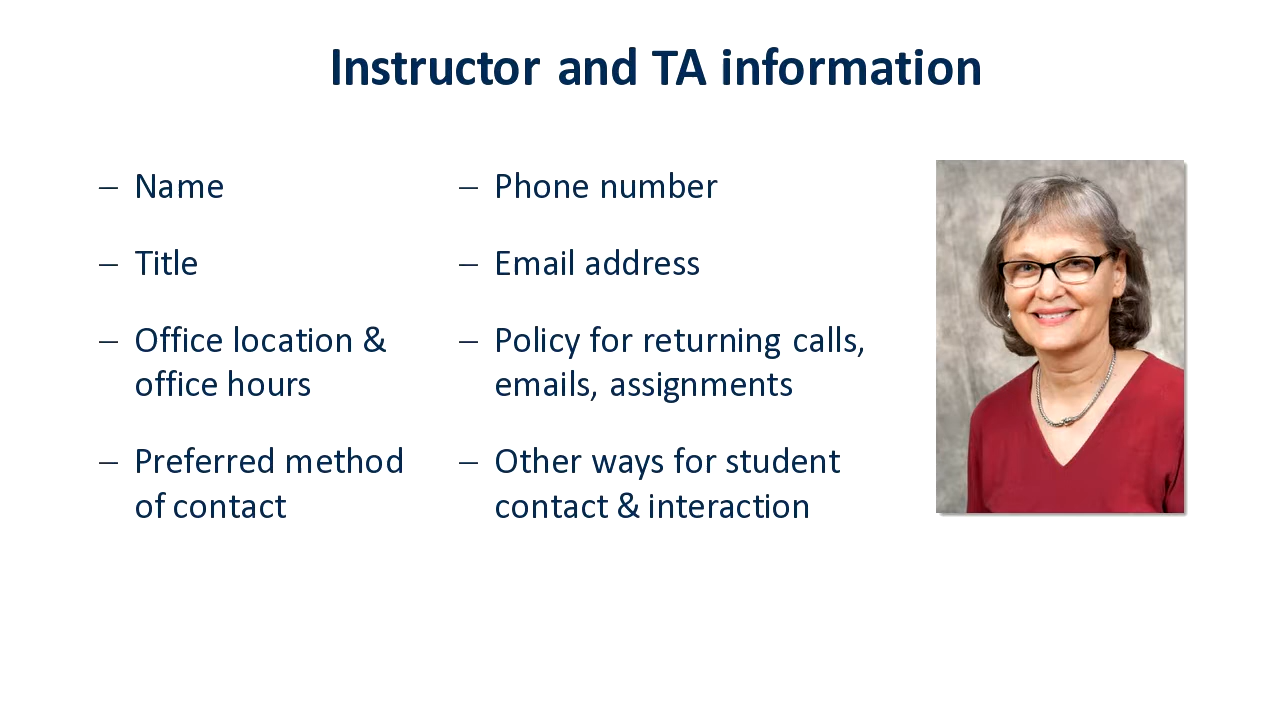 Instructor and TA information
– Name
– Title
– Office location &
office hours
– Preferred method
of contact
– Phone number
– Email address
– Policy for returning calls,
emails, assignments
– Other ways for student
contact & interaction